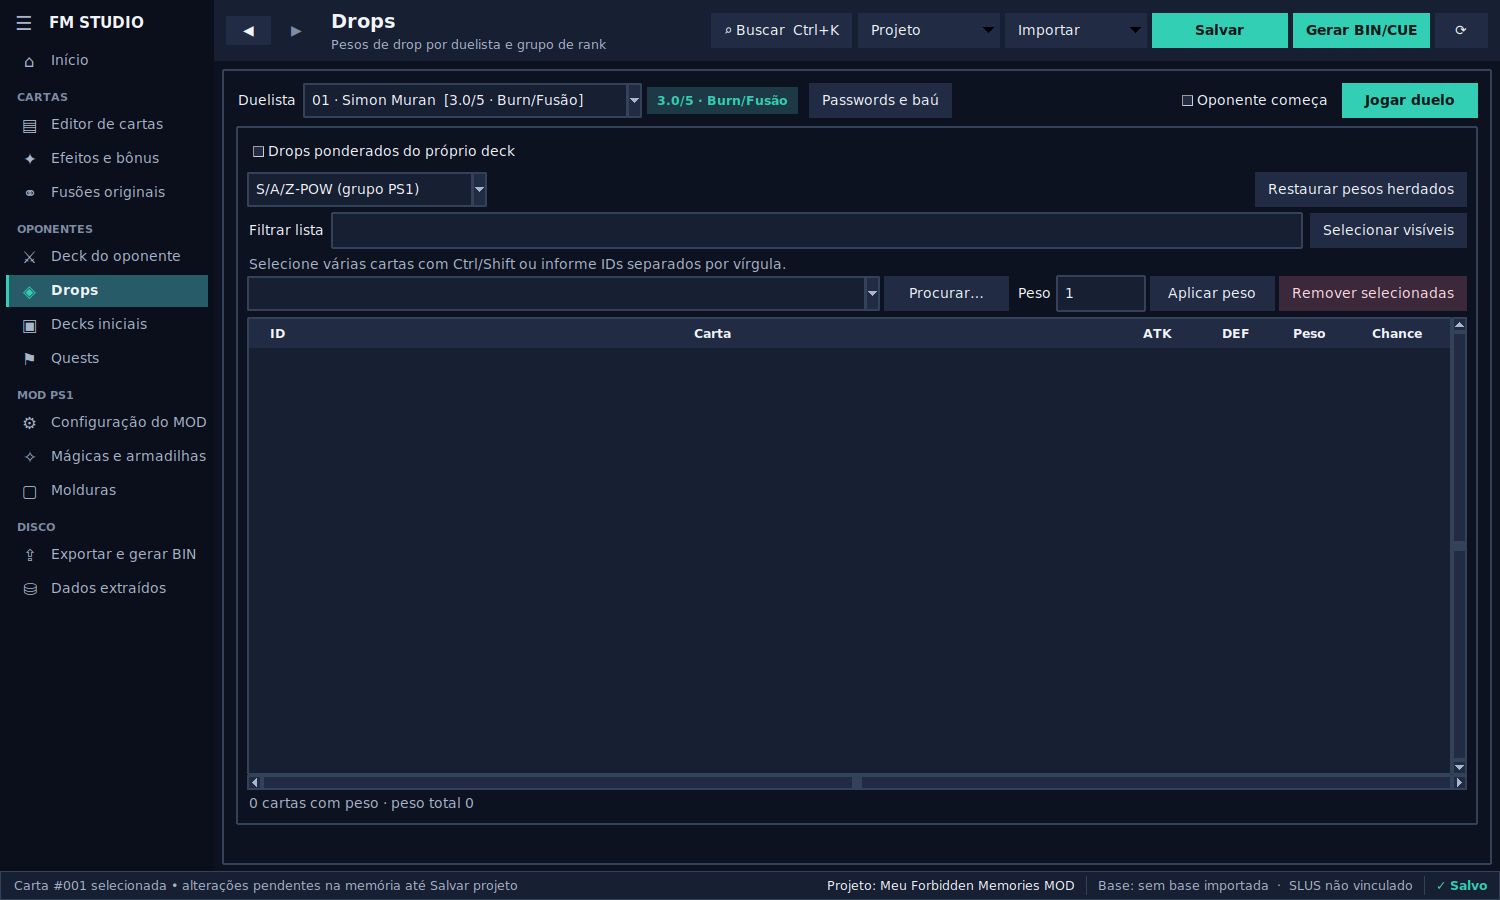 FM STUDIO
Início
CARTAS
Editor de cartas
Efeitos e bônus
Fusões originais
OPONENTES
Deck do oponente
Drops
Decks iniciais
Quests
MOD PS1
Configuração do MOD
Mágicas e armadilhas
Molduras
DISCO
Exportar e gerar BIN
Dados extraídos
Drops
Pesos de drop por duelista e grupo de rank
Buscar Ctrl+K
Projeto
Importar
Salvar
Gerar BIN/CUE
Duelista
01 · Simon Muran [3.0/5 · Burn/Fusão]
3.0/5 · Burn/Fusão
Passwords e baú
Oponente começa
Jogar duelo
Drops ponderados do próprio deck
S/A/Z-POW (grupo PS1)
Restaurar pesos herdados
Filtrar lista
Selecionar visíveis
Selecione várias cartas com Ctrl/Shift ou informe IDs separados por vírgula.
Procurar...
Peso
1
Aplicar peso
Remover selecionadas
ID Carta ATK DEF Peso Chance
0 cartas com peso · peso total 0
Carta #001 selecionada • alterações pendentes na memória até Salvar projeto
Projeto: Meu Forbidden Memories MOD
Base: sem base importada · SLUS não vinculado
✓ Salvo